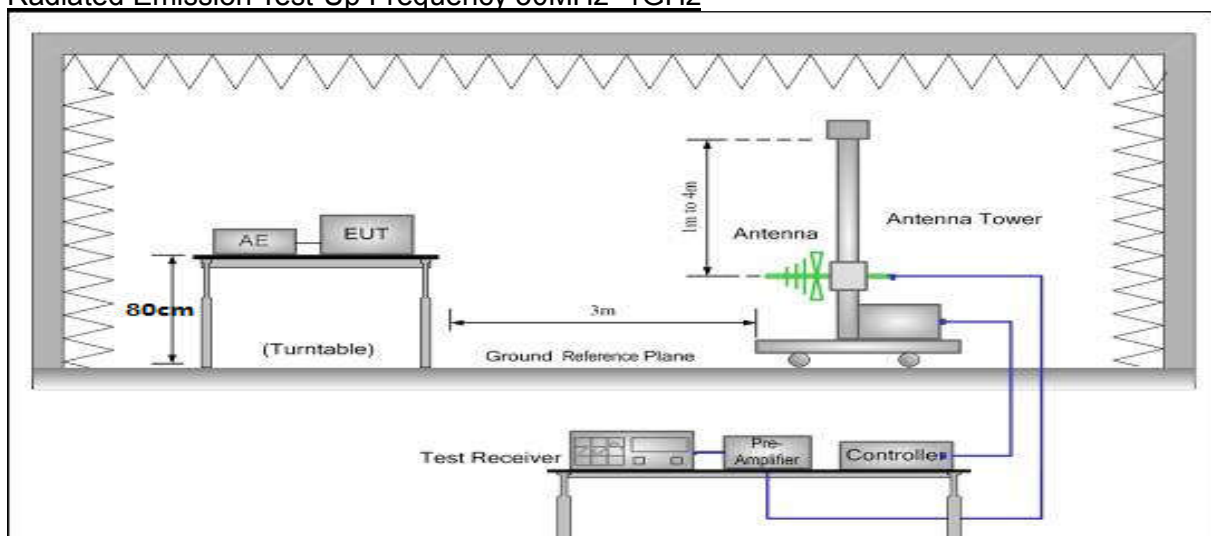 Radiated Emission Test-Up Frequency 30MHz~1GHz
1m to 4m
Antenna Tower
Antenna
AE
EUT
80cm
3m
(Turntable)
Ground Reference Plane
Test Receiver
Pre-
Amplifier
Controller